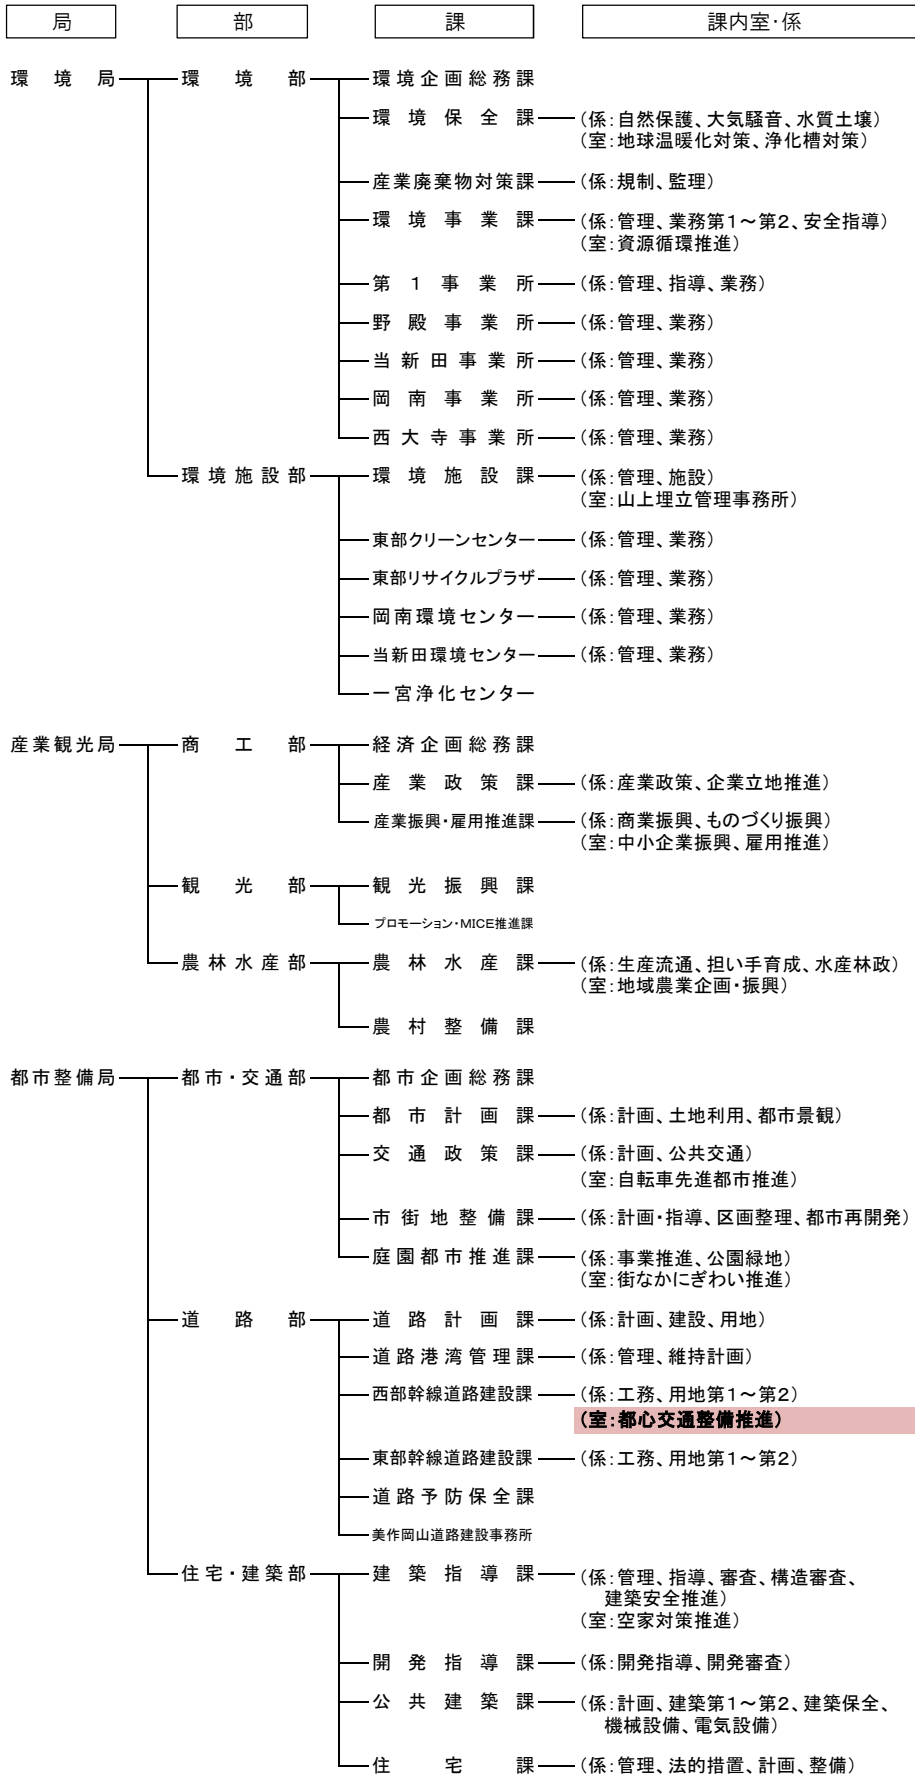 局 部 課 課内室･係
環境局 環境部 環境企画総務課
環境保全課 (係:自然保護、大気騒音、水質土壌)
(室:地球温暖化対策、浄化槽対策)
産業廃棄物対策課 (係:規制、監理)
環境事業課 (係:管理、業務第１～第２、安全指導)
(室:資源循環推進)
第１事業所 (係:管理、指導、業務)
野殿事業所 (係:管理、業務)
当新田事業所 (係:管理、業務)
岡南事業所 (係:管理、業務)
西大寺事業所 (係:管理、業務)
環境施設部 環境施設課 (係:管理、施設)
(室:山上埋立管理事務所)
東部クリーンセンター (係:管理、業務)
東部リサイクルプラザ (係:管理、業務)
岡南環境センター (係:管理、業務)
当新田環境センター (係:管理、業務)
一宮浄化センター
産業観光局 商工部 経済企画総務課
産業政策課 (係:産業政策、企業立地推進)
産業振興･雇用推進課 (係:商業振興、ものづくり振興)
(室:中小企業振興、雇用推進)
観光部 観光振興課
プロモーション･MICE推進課
農林水産部 農林水産課 (係:生産流通、担い手育成、水産林政)
(室:地域農業企画･振興)
農村整備課
都市整備局 都市・交通部 都市企画総務課
都市計画課 (係:計画、土地利用、都市景観)
交通政策課 (係:計画、公共交通)
(室:自転車先進都市推進)
市街地整備課 (係:計画･指導、区画整理、都市再開発)
庭園都市推進課 (係:事業推進、公園緑地)
(室:街なかにぎわい推進)
道路部 道路計画課 (係:計画、建設、用地)
道路港湾管理課 (係:管理、維持計画)
西部幹線道路建設課 (係:工務、用地第１～第２)
(室:都心交通整備推進)
東部幹線道路建設課 (係:工務、用地第１～第２)
道路予防保全課
美作岡山道路建設事務所
住宅・建築部 建築指導課 (係:管理、指導、審査、構造審査、
建築安全推進)
(室:空家対策推進)
開発指導課 (係:開発指導、開発審査)
公共建築課 (係:計画、建築第１～第２、建築保全、
機械設備、電気設備)
住宅課 (係:管理、法的措置、計画、整備)